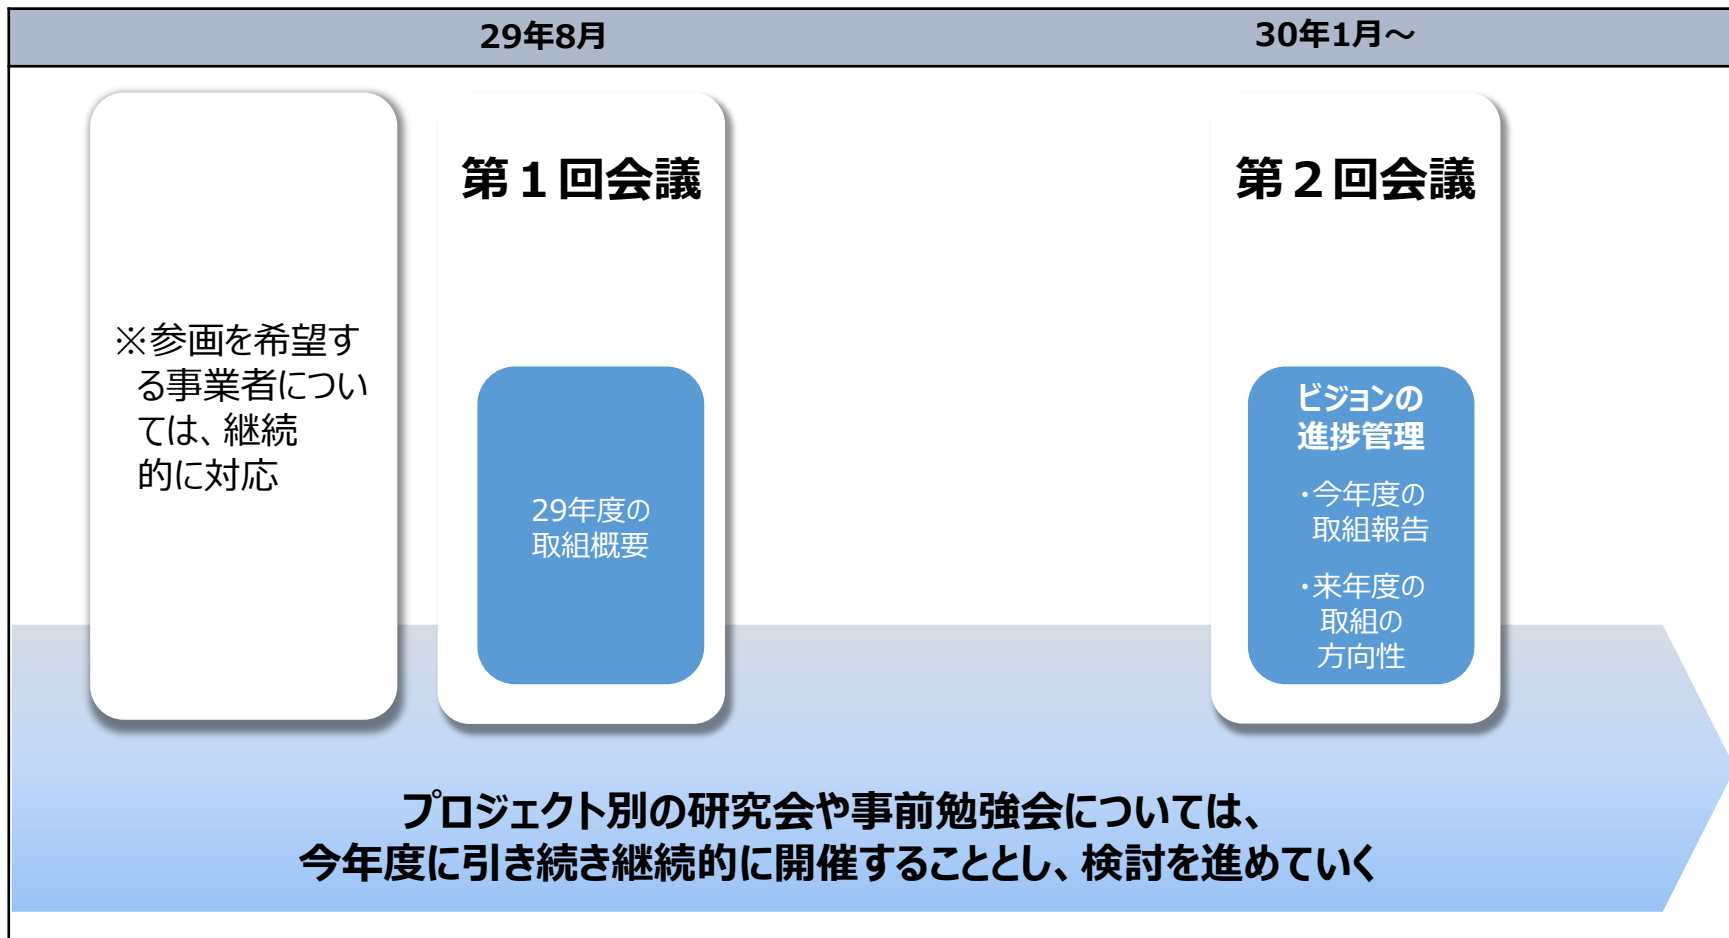 29年8月
30年1月～
※参画を希望す
る事業者につい
ては、継続
的に対応
第１回会議
29年度の
取組概要
第２回会議
ビジョンの
進捗管理
・今年度の
取組報告
・来年度の
取組の
方向性
プロジェクト別の研究会や事前勉強会については、
今年度に引き続き継続的に開催することとし、検討を進めていく